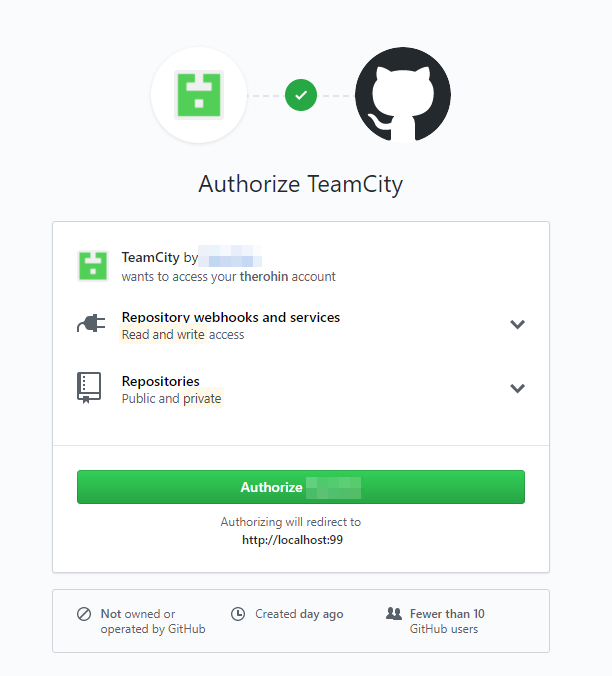 Authorize TeamCity
TeamCity by
wants to access your therohin account
Repository webhooks and services
Read and write access
Repositories
Public and private
Authorize
Authorizing will redirect to
http://localhost:99
Not owned or
operated by GitHub
Created day ago
Fewer than 10
GitHub users